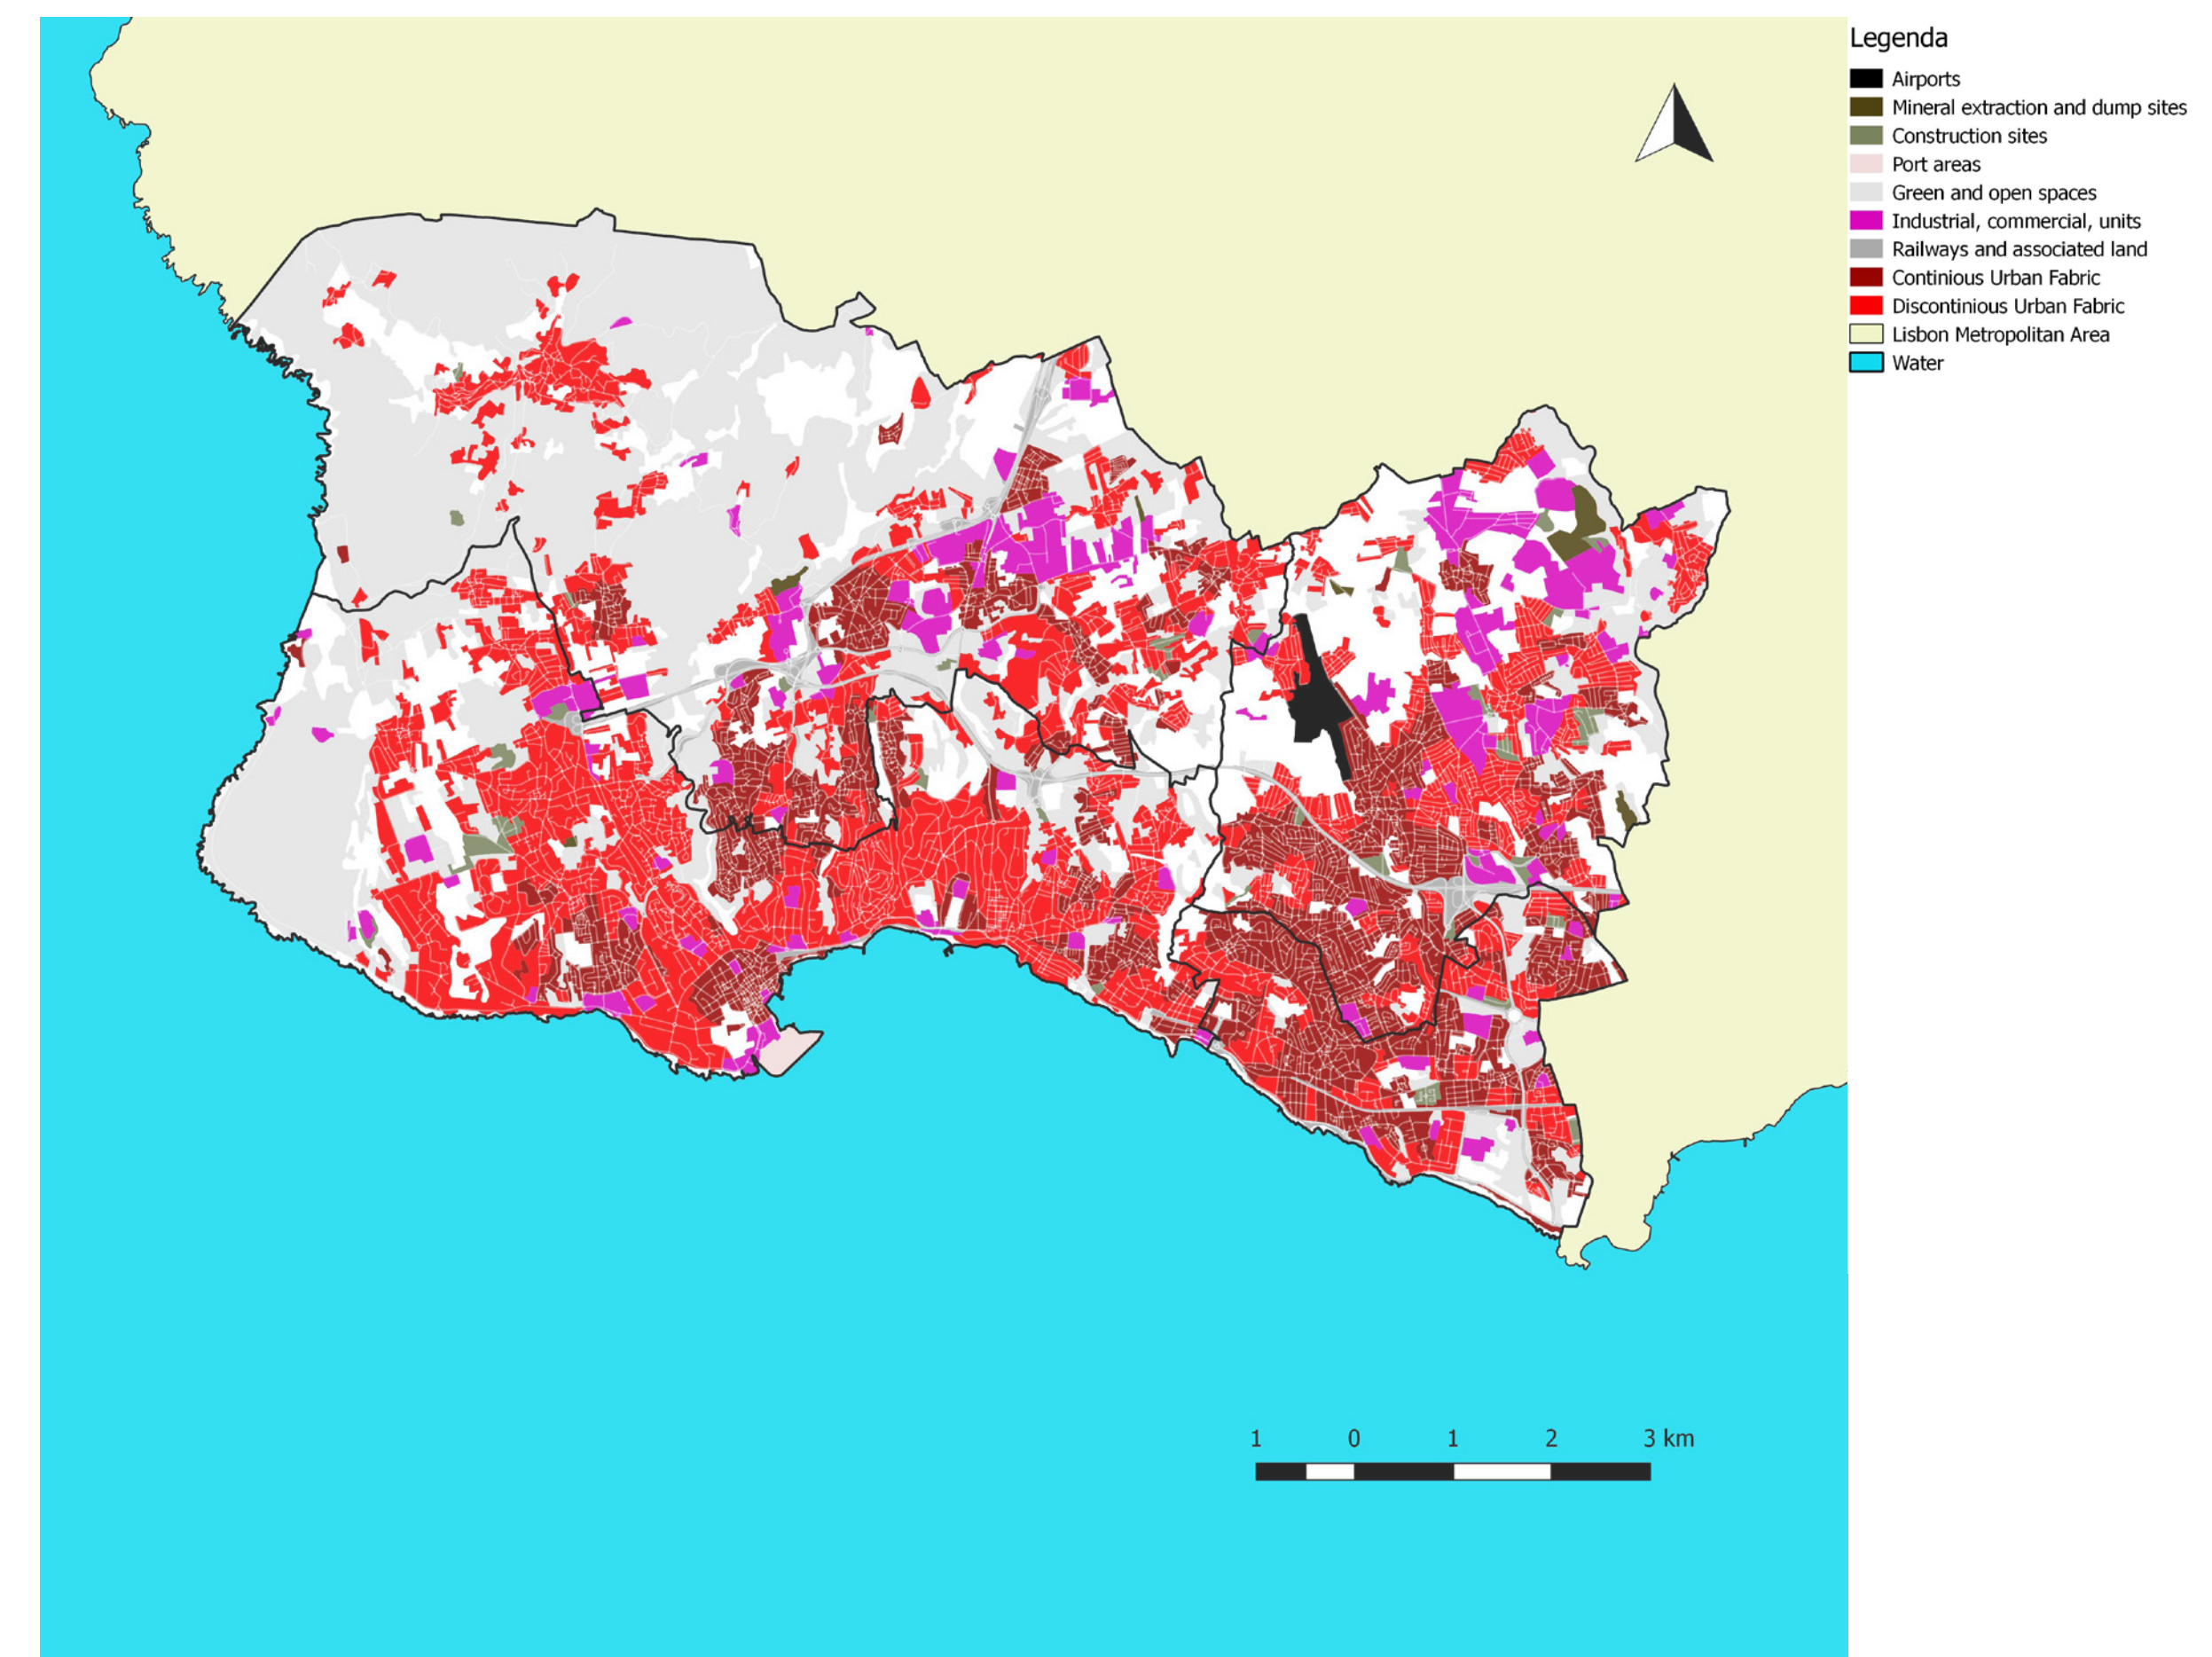 Legenda
Airports
Mineral extraction and dump sites
Construction sites
Port areas
Green and open spaces
Industrial, commercial, units
Railways and associated land
Continious Urban Fabric
Discontinious Urban Fabric
Lisbon Metropolitan Area
Water
1 0 1 2 3 km